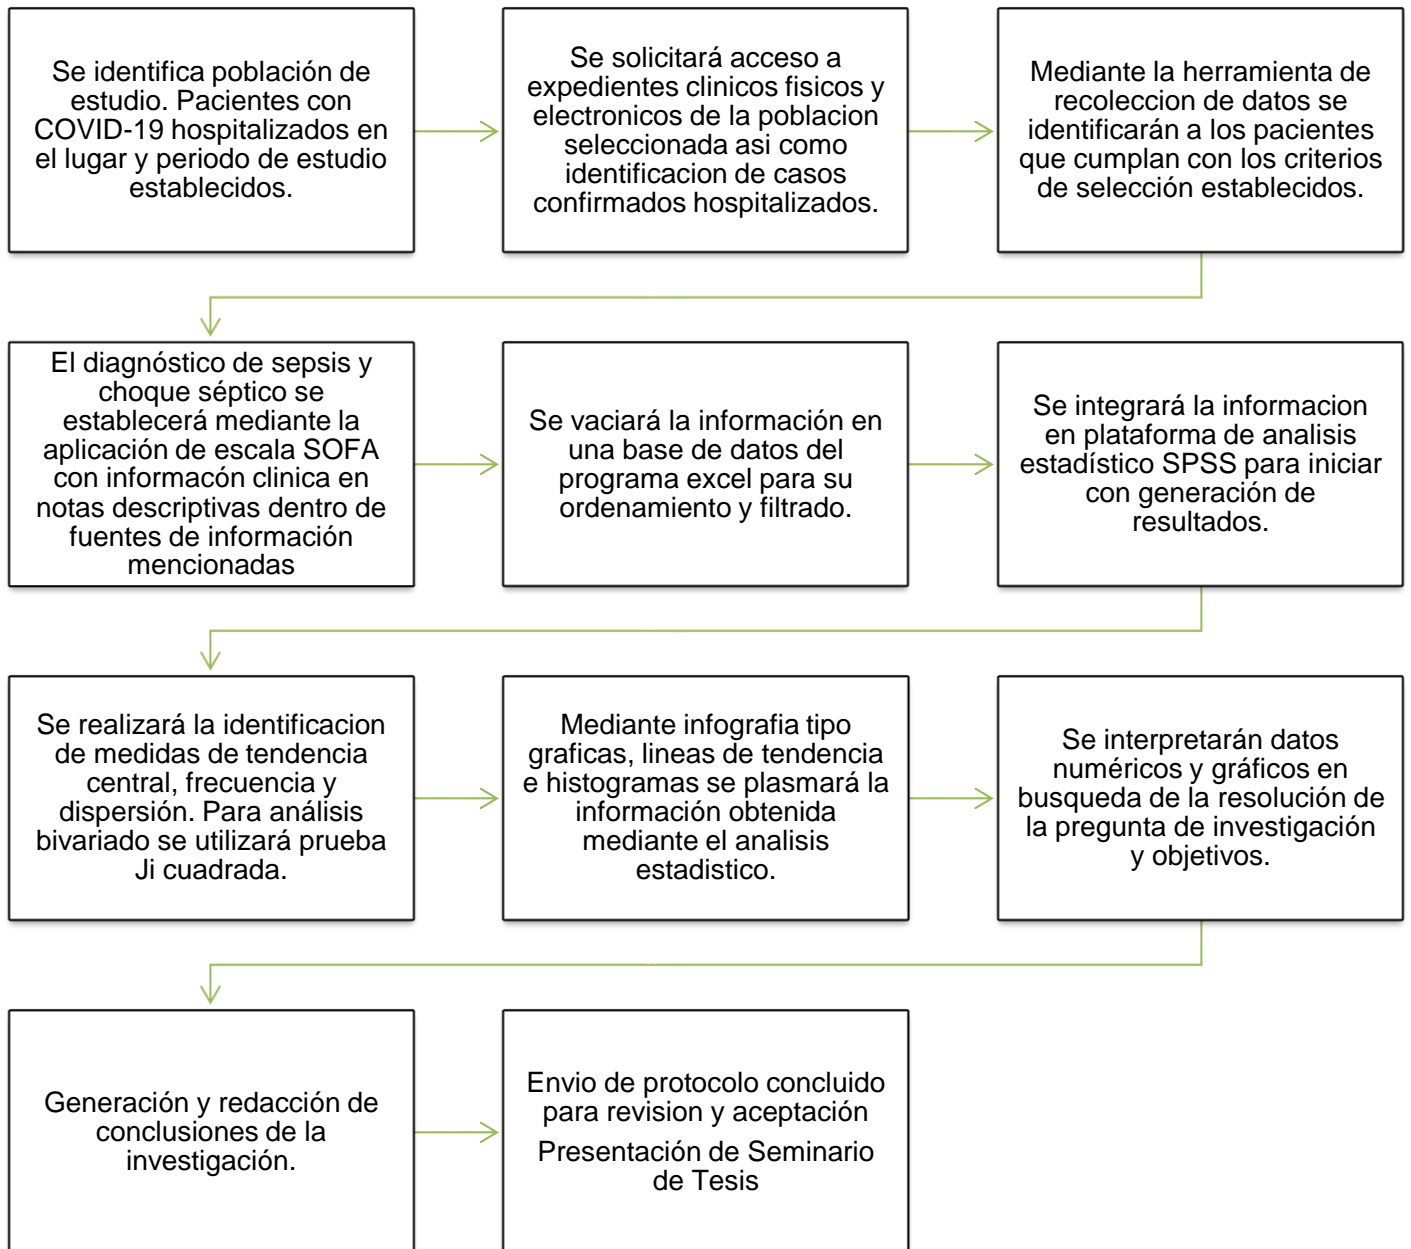 Se identifica población de
estudio. Pacientes con
COVID-19 hospitalizados en
el lugar y periodo de estudio
establecidos.
Se solicitará acceso a
expedientes clinicos fisicos y
electronicos de la poblacion
seleccionada asi como
identificacion de casos
confirmados hospitalizados.
Mediante la herramienta de
recoleccion de datos se
identificarán a los pacientes
que cumplan con los criterios
de selección establecidos.
El diagnóstico de sepsis y
choque séptico se
establecerá mediante la
aplicación de escala SOFA
con informacón clinica en
notas descriptivas dentro de
fuentes de información
mencionadas
Se vaciará la información en
una base de datos del
programa excel para su
ordenamiento y filtrado.
Se integrará la informacion
en plataforma de analisis
estadístico SPSS para iniciar
con generación de
resultados.
Se realizará la identificacion
de medidas de tendencia
central, frecuencia y
dispersión. Para análisis
bivariado se utilizará prueba
Ji cuadrada.
Mediante infografia tipo
graficas, lineas de tendencia
e histogramas se plasmará la
información obtenida
mediante el analisis
estadistico.
Se interpretarán datos
numéricos y gráficos en
busqueda de la resolución de
la pregunta de investigación
y objetivos.
Generación y redacción de
conclusiones de la
investigación.
Envio de protocolo concluido
para revision y aceptación
Presentación de Seminario
de Tesis